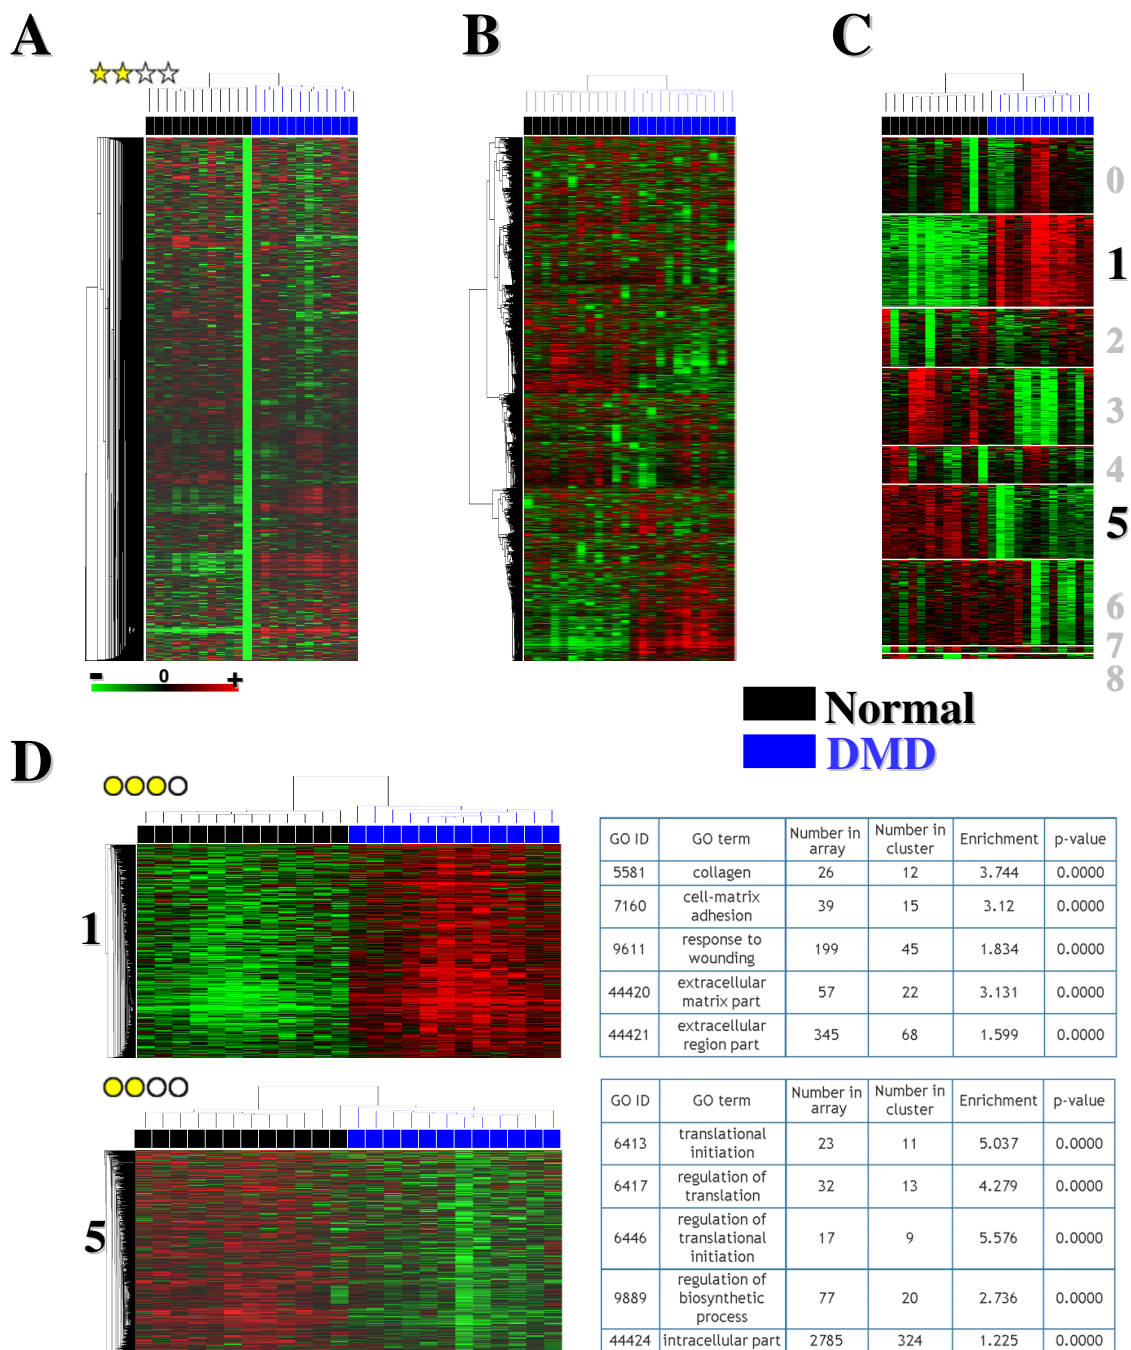 A
B
C
- 0 +
0
1
2
3
4
5
6
7
8
Normal
DMD
D
1
GO ID GO term Number in array Number in cluster Enrichment p-value
5581 collagen 26 12 3.744 0.0000
7160 cell-matrix adhesion 39 15 3.12 0.0000
9611 response to wounding 199 45 1.834 0.0000
44420 extracellular matrix part 57 22 3.131 0.0000
44421 extracellular region part 345 68 1.599 0.0000
5
GO ID GO term Number in array Number in cluster Enrichment p-value
6413 translational initiation 23 11 5.037 0.0000
6417 regulation of translation 32 13 4.279 0.0000
6446 regulation of translational initiation 17 9 5.576 0.0000
9889 regulation of biosynthetic process 77 20 2.736 0.0000
44424 intracellular part 2785 324 1.225 0.0000